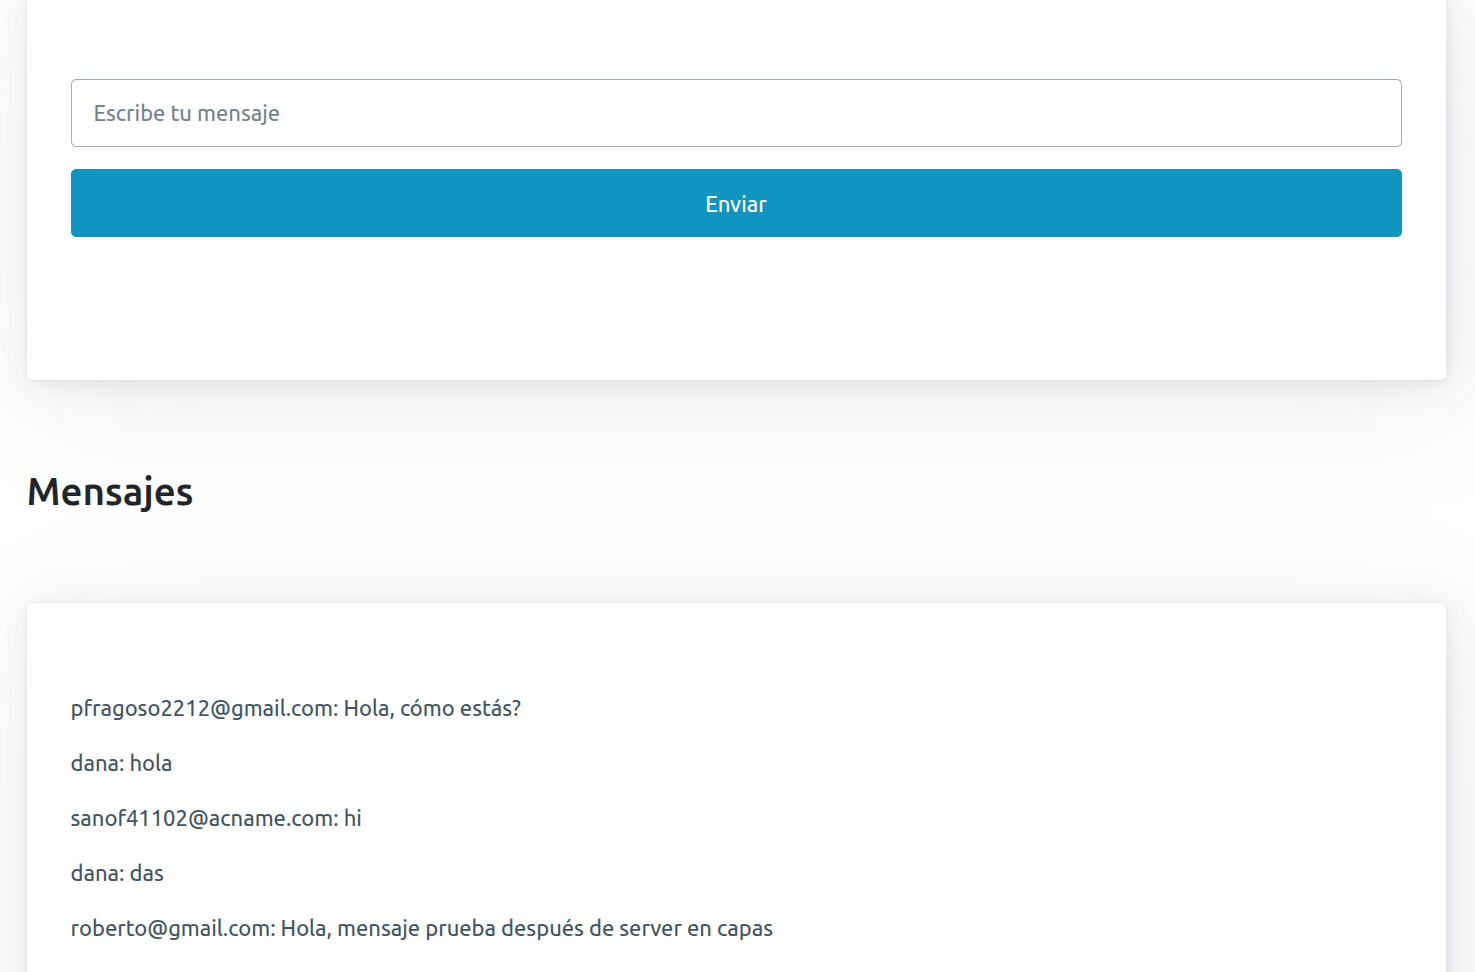 Escribe tu mensaje
Enviar
Mensajes
pfragoso2212@gmail.com: Hola, cómo estás?
dana: hola
sanof41102@acname.com: hi
dana: das
roberto@gmail.com: Hola, mensaje prueba después de server en capas